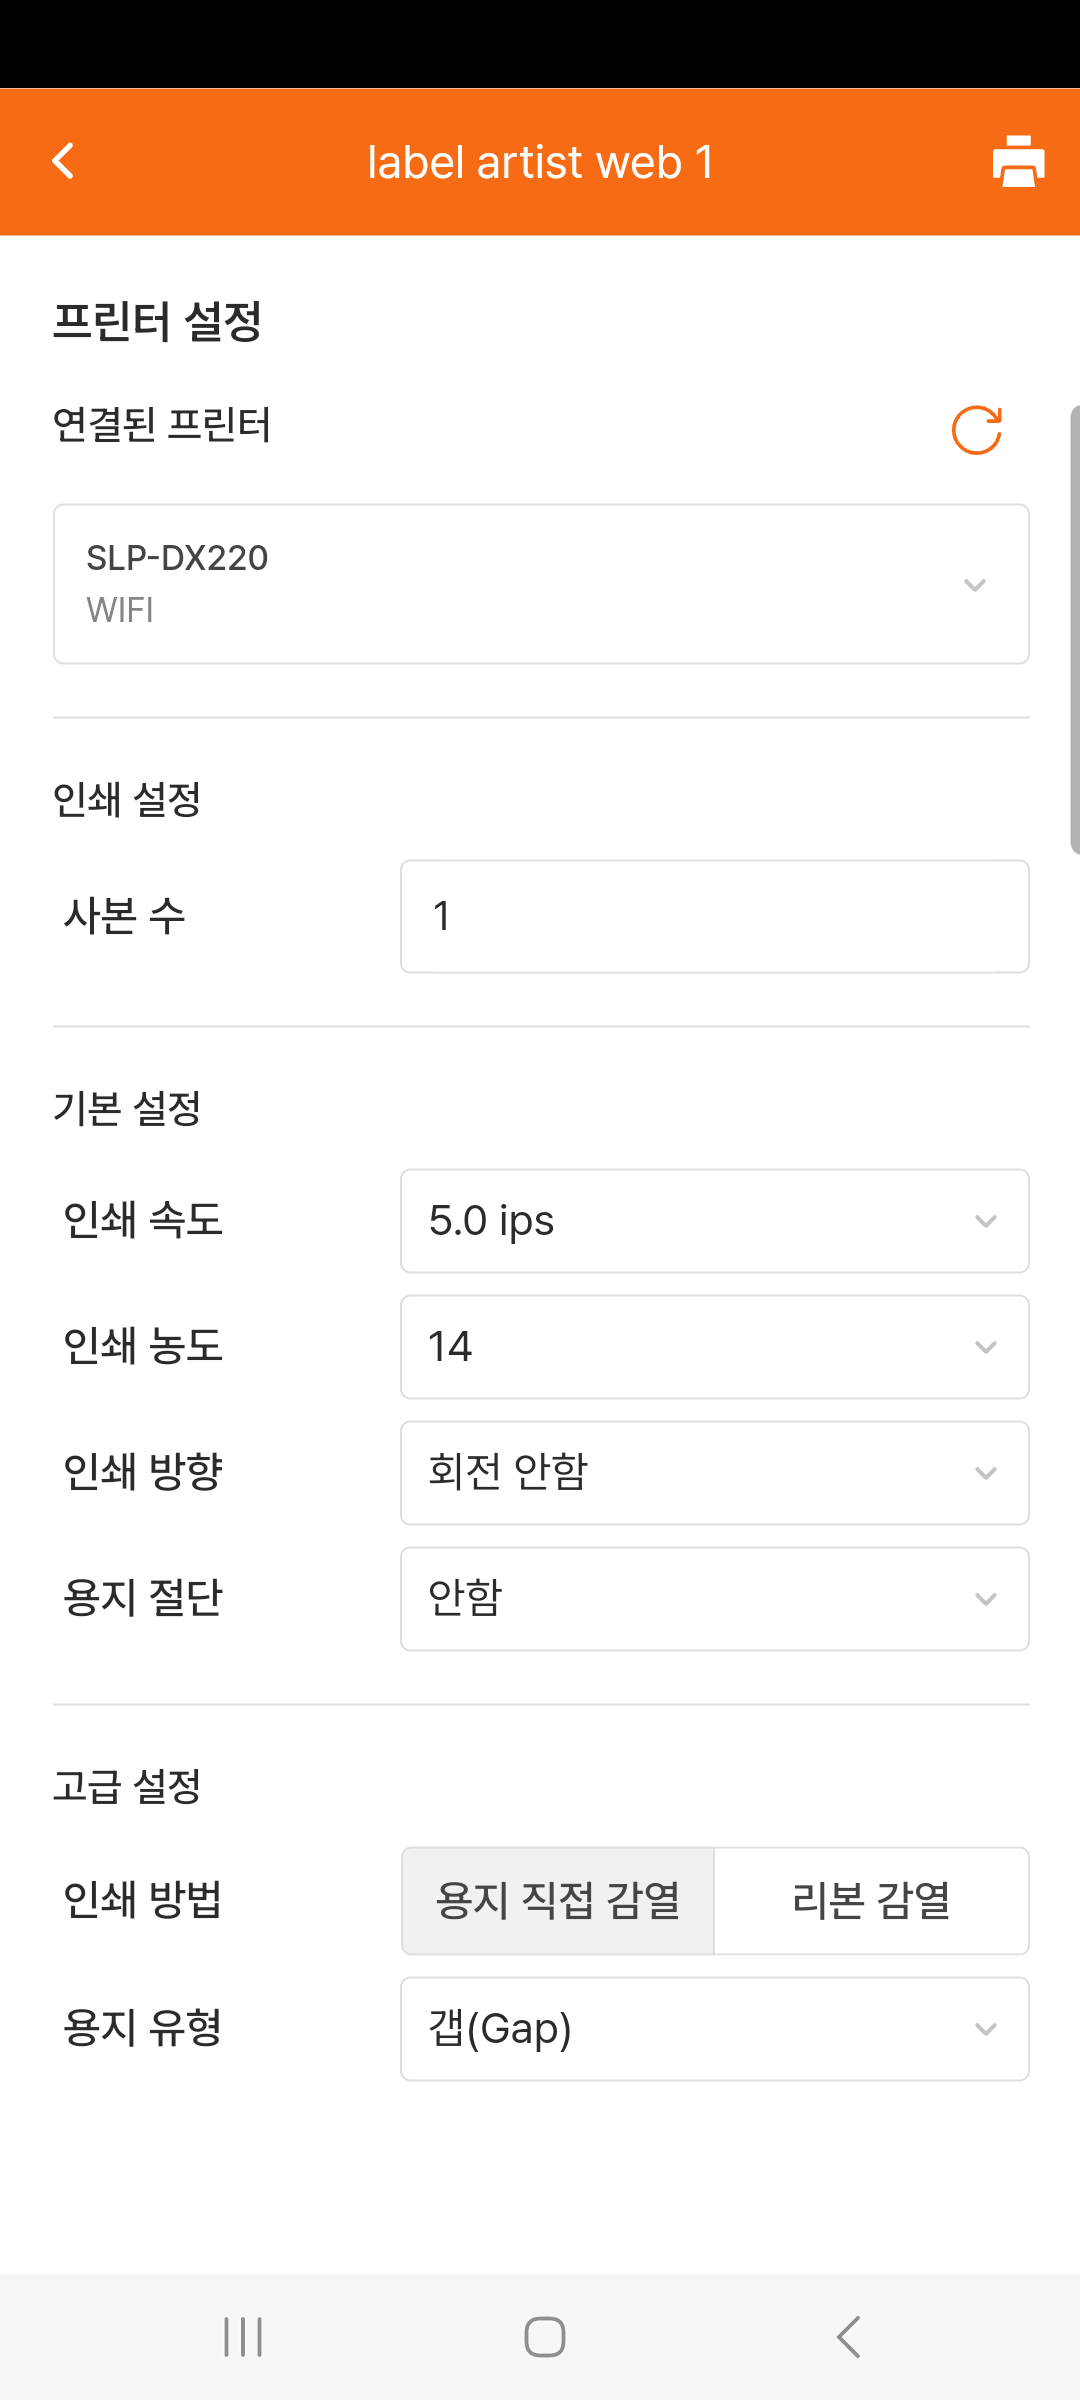 label artist web 1
프린터 설정
연결된 프린터
SLP-DX220
WIFI
인쇄 설정
사본 수 1
기본 설정
인쇄 속도 5.0 ips
인쇄 농도 14
인쇄 방향 회전 안함
용지 절단 안함
고급 설정
인쇄 방법 용지 직접 감열 리본 감열
용지 유형 갭(Gap)